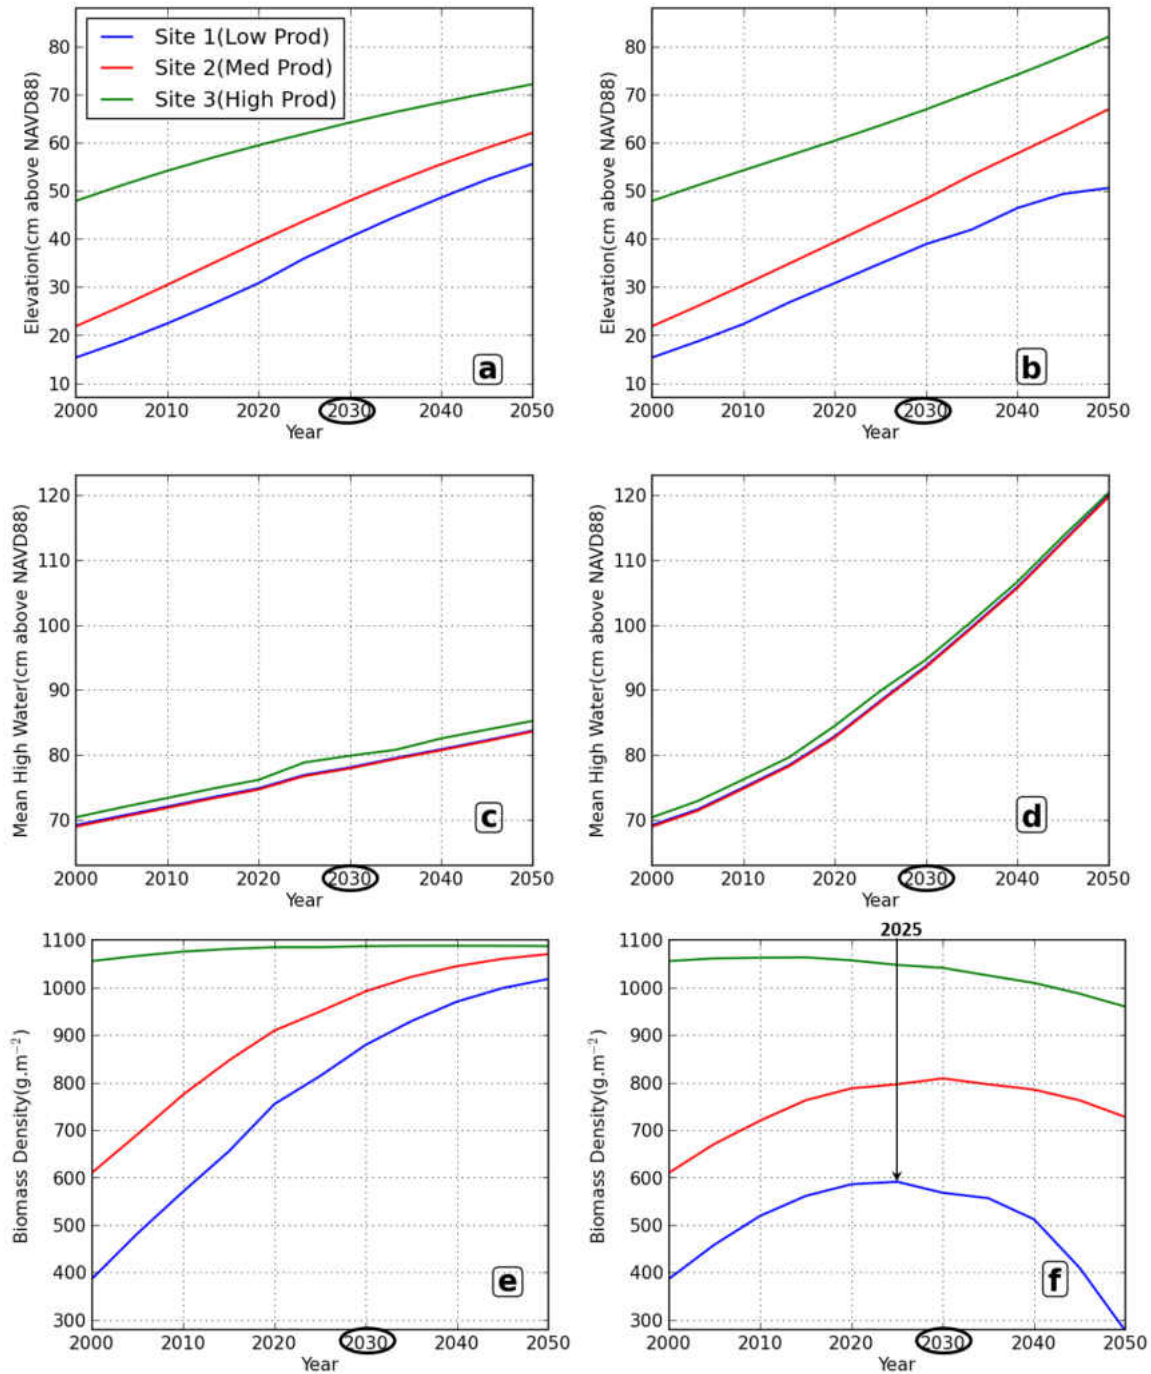 Site 1(Low Prod)
Site 2(Med Prod)
Site 3(High Prod)
Elevation(cm above NAVD88)
80
70
60
50
40
30
20
10
2000 2010 2020 2030 2040 2050
Year
a
Elevation(cm above NAVD88)
80
70
60
50
40
30
20
10
2000 2010 2020 2030 2040 2050
Year
b
Mean High Water(cm above NAVD88)
120
110
100
90
80
70
2000 2010 2020 2030 2040 2050
Year
c
Mean High Water(cm above NAVD88)
120
110
100
90
80
70
2000 2010 2020 2030 2040 2050
Year
d
Biomass Density(g.m⁻²)
1100
1000
900
800
700
600
500
400
300
2000 2010 2020 2030 2040 2050
Year
e
2025
Biomass Density(g.m⁻²)
1100
1000
900
800
700
600
500
400
300
2000 2010 2020 2030 2040 2050
Year
f